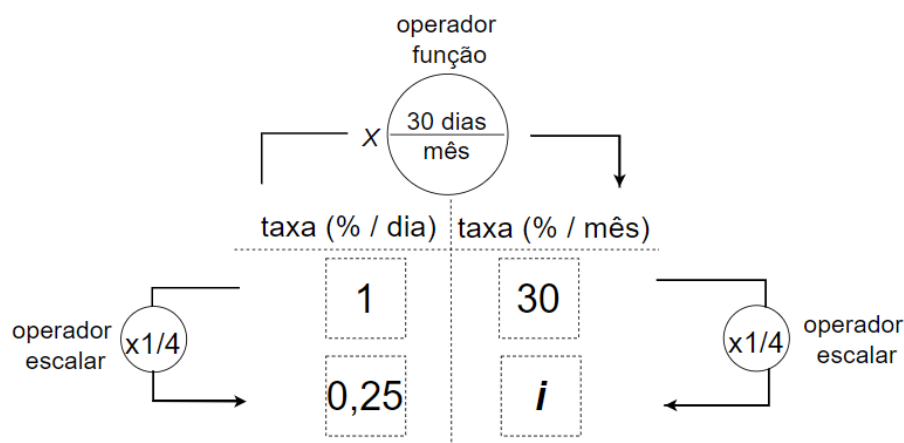 operador
função
X 30 dias
mês
taxa (% / dia) taxa (% / mês)
1 30
operador
escalar
x1/4
x1/4
operador
escalar
0,25 i